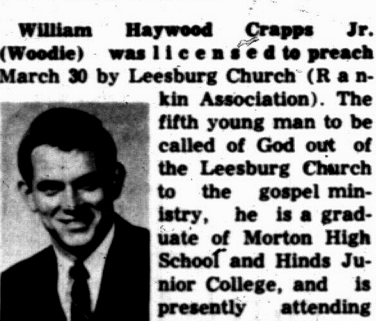 William Haywood Crapps Jr.
(Woodie) was licensed to preach
March 30 by Leesburg Church (Ran-
kin Association). The
fifth young man to be
called of God out of
the Leesburg Church
to the gospel min-
istry, he is a grad-
uate of Morton High
School and Hinds Ju-
nior College, and is
presently attending